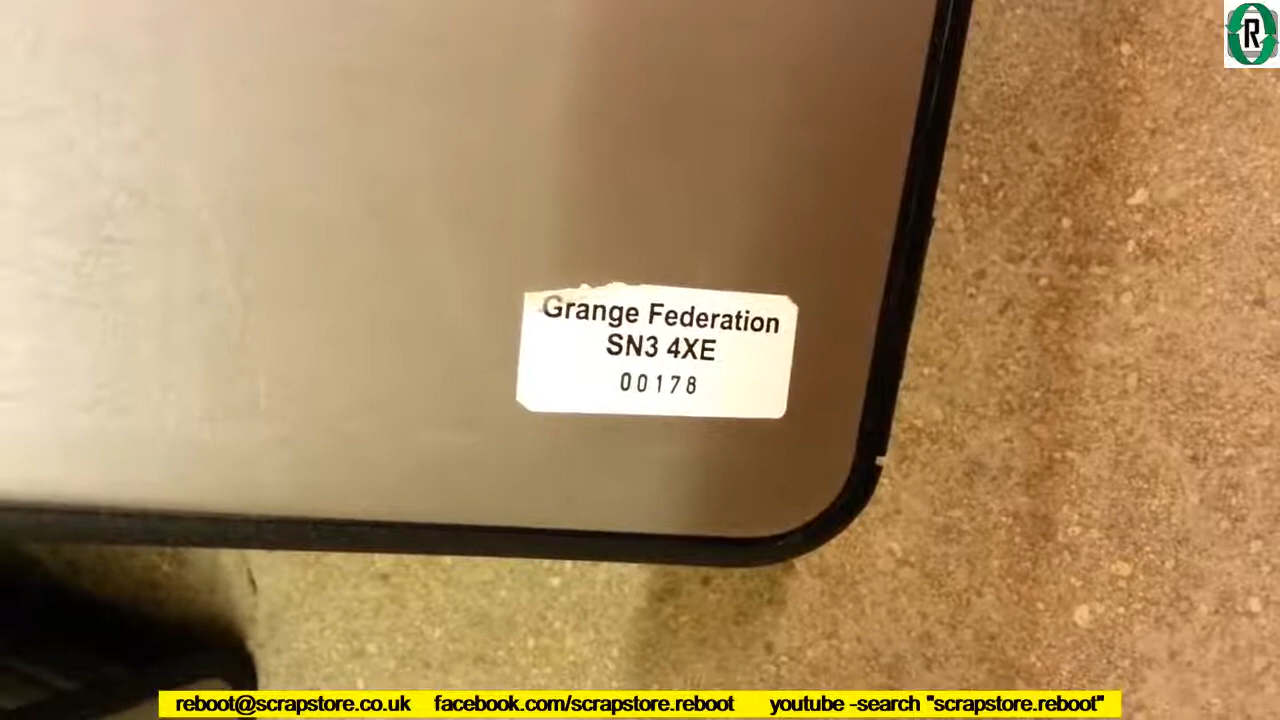 R
Grange Federation
SN3 4XE
00178
reboot@scrapstore.co.uk facebook.com/scrapstore.reboot youtube -search "scrapstore.reboot"